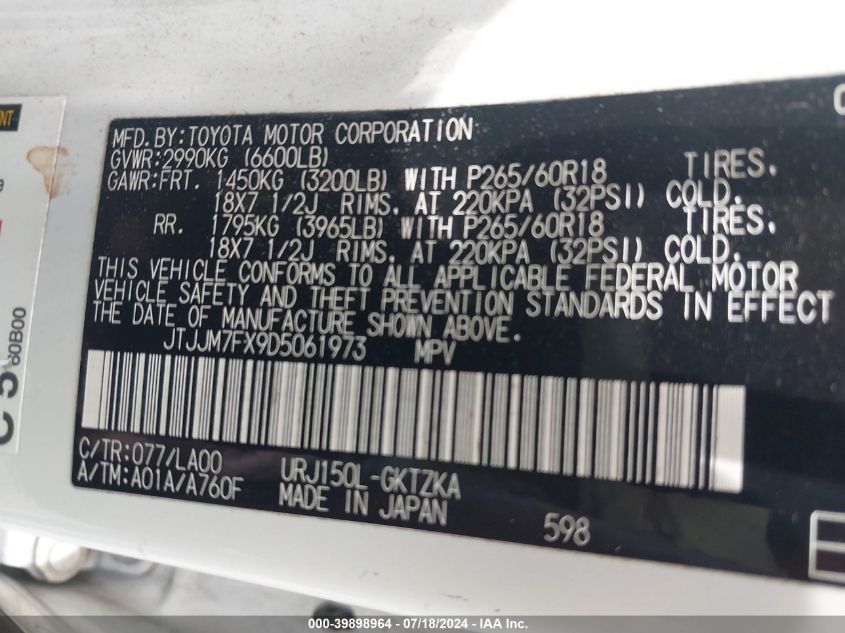 MFD.BY:TOYOTA MOTOR CORPORATION
GVWR:2990KG (6600LB)
GAWR:FRT. 1450KG (3200LB) WITH P265/60R18 TIRES.
18X7 1/2J RIMS. AT 220KPA (32PSI) COLD.
RR. 1795KG (3965LB) WITH P265/60R18 TIRES.
18X7 1/2J RIMS. AT 220KPA (32PSI) COLD.
THIS VEHICLE CONFORMS TO ALL APPLICABLE FEDERAL MOTOR
VEHICLE SAFETY AND THEFT PREVENTION STANDARDS IN EFFECT
THE DATE OF MANUFACTURE SHOWN ABOVE.
JTJJM7FX9D5061973 MPV
C/TR:077/LA00
A/TM:A01A/A760F
URJ150L-GKTZKA
MADE IN JAPAN
598
60B00
000-39898964 / 07/18/2024 / IAA Inc.